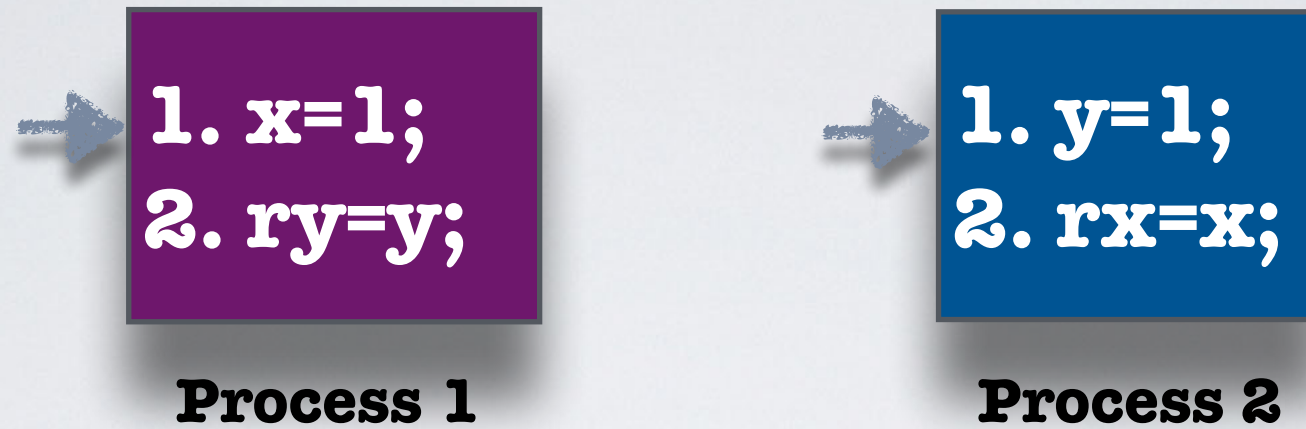 1. x=1;
2. ry=y;
Process 1
1. y=1;
2. rx=x;
Process 2